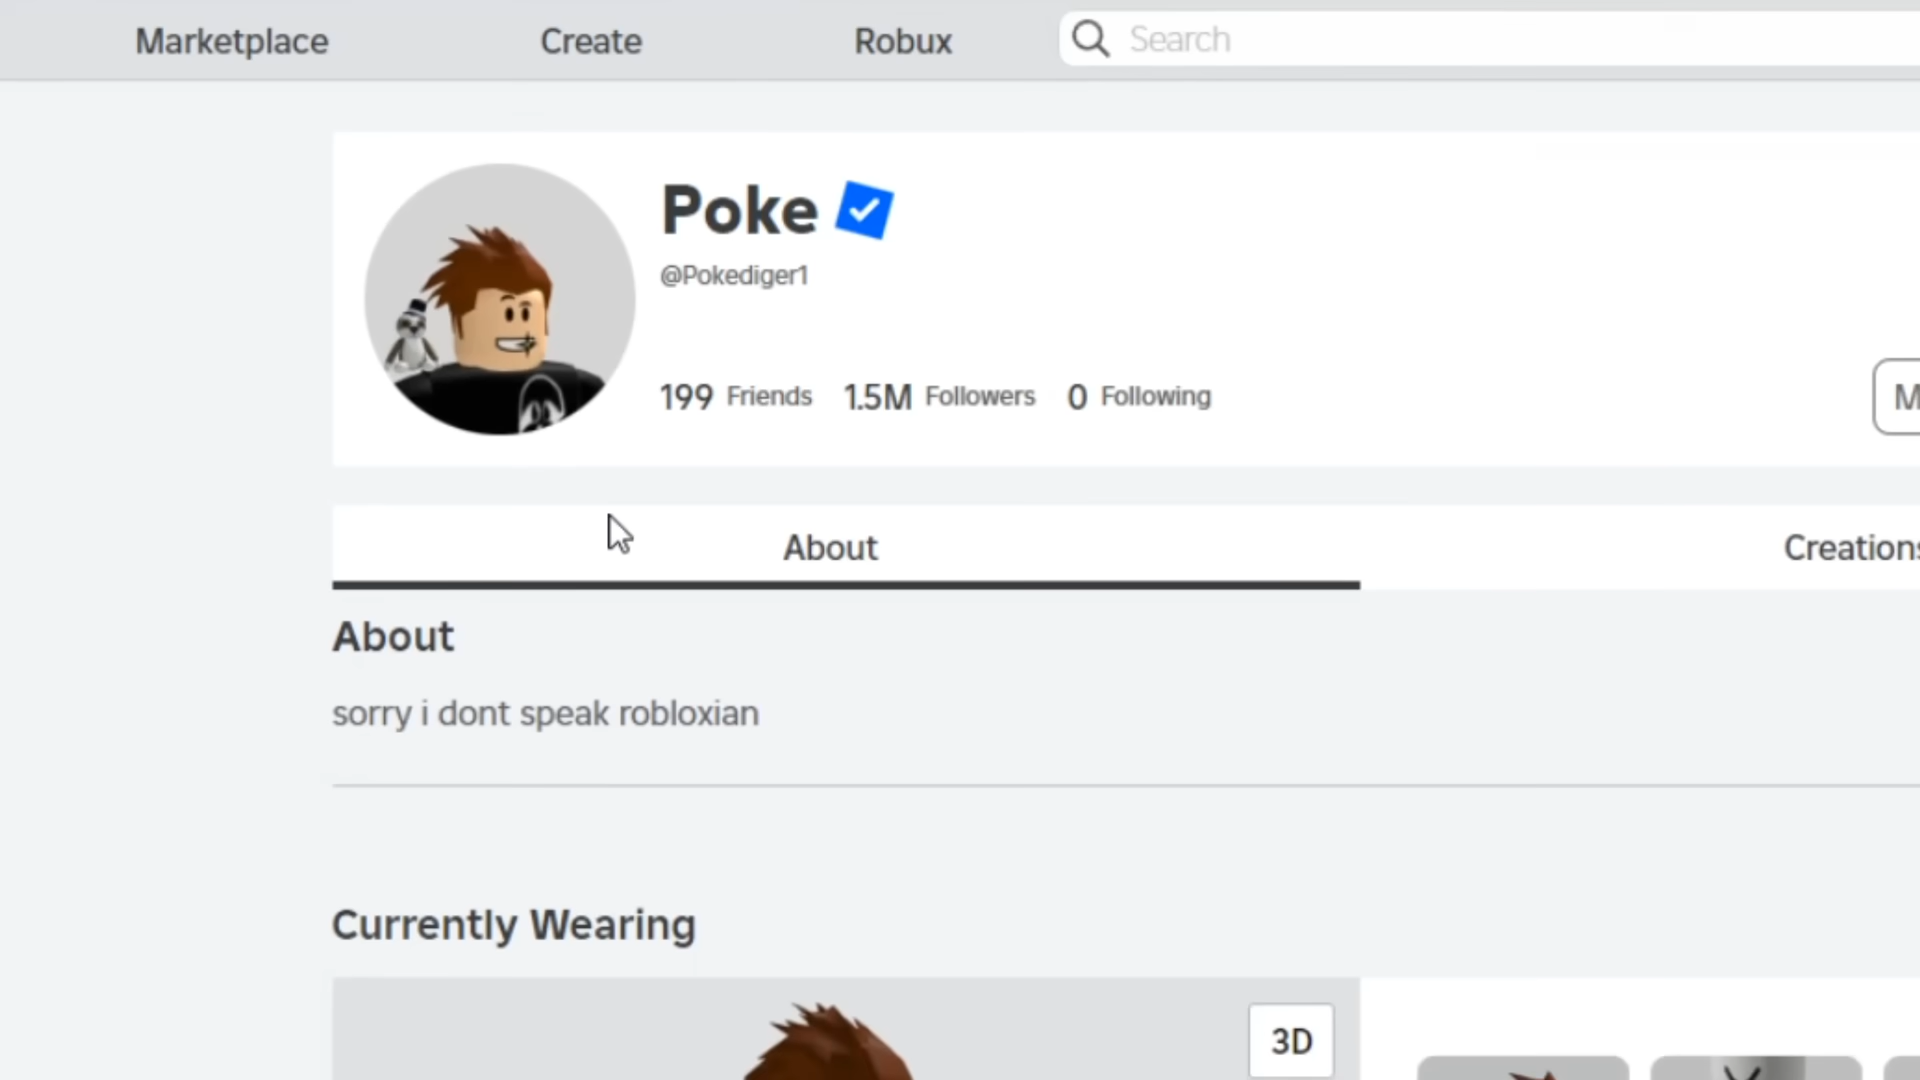 Marketplace Create Robux Search
Poke
@Pokediger1
199 Friends 1.5M Followers 0 Following
About
About
sorry i dont speak robloxian
Currently Wearing
3D